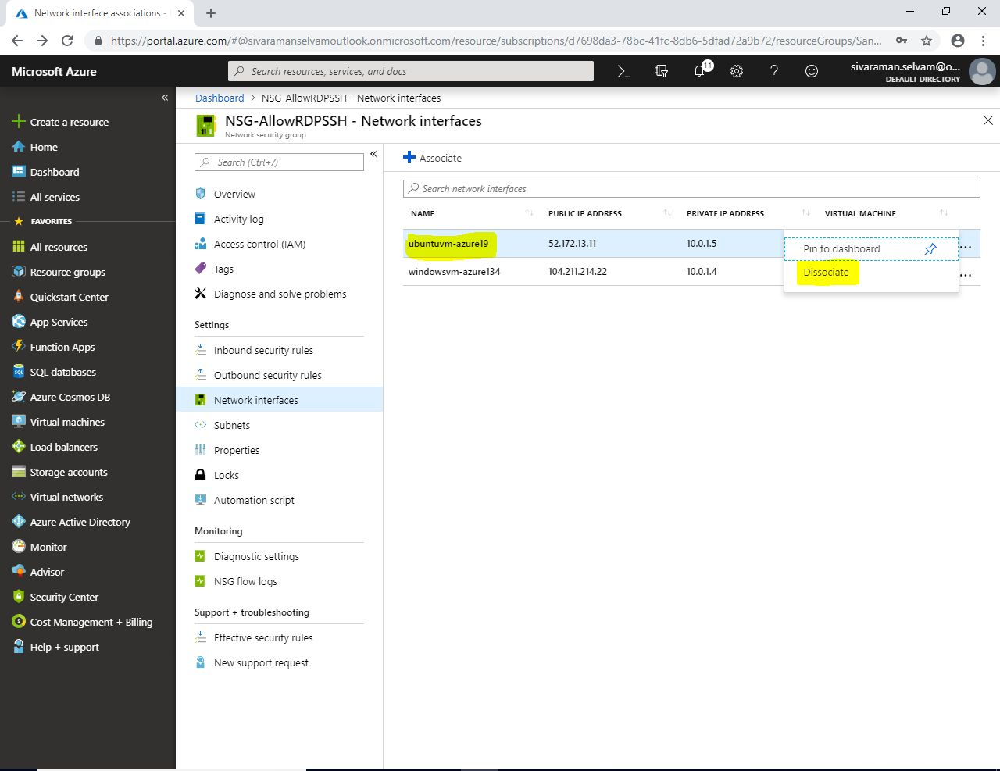 Network interface associations -
https://portal.azure.com/#@sivaramanselvamoutlook.onmicrosoft.com/resource/subscriptions/d7698da3-78bc-41fc-8db6-5dfad72a9b72/resourceGroups/San...
Microsoft Azure
Search resources, services, and docs
11
sivaraman.selvam@o...
DEFAULT DIRECTORY
Create a resource
Home
Dashboard
All services
FAVORITES
All resources
Resource groups
Quickstart Center
App Services
Function Apps
SQL databases
Azure Cosmos DB
Virtual machines
Load balancers
Storage accounts
Virtual networks
Azure Active Directory
Monitor
Advisor
Security Center
Cost Management + Billing
Help + support
Dashboard > NSG-AllowRDPSSH - Network interfaces
NSG-AllowRDPSSH - Network interfaces
Network security group
Search (Ctrl+/)
Overview
Activity log
Access control (IAM)
Tags
Diagnose and solve problems
Settings
Inbound security rules
Outbound security rules
Network interfaces
Subnets
Properties
Locks
Automation script
Monitoring
Diagnostic settings
NSG flow logs
Support + troubleshooting
Effective security rules
New support request
Associate
Search network interfaces
NAME PUBLIC IP ADDRESS PRIVATE IP ADDRESS VIRTUAL MACHINE
ubuntuvm-azure19 52.172.13.11 10.0.1.5
windowsvm-azure134 104.211.214.22 10.0.1.4
Pin to dashboard
Dissociate